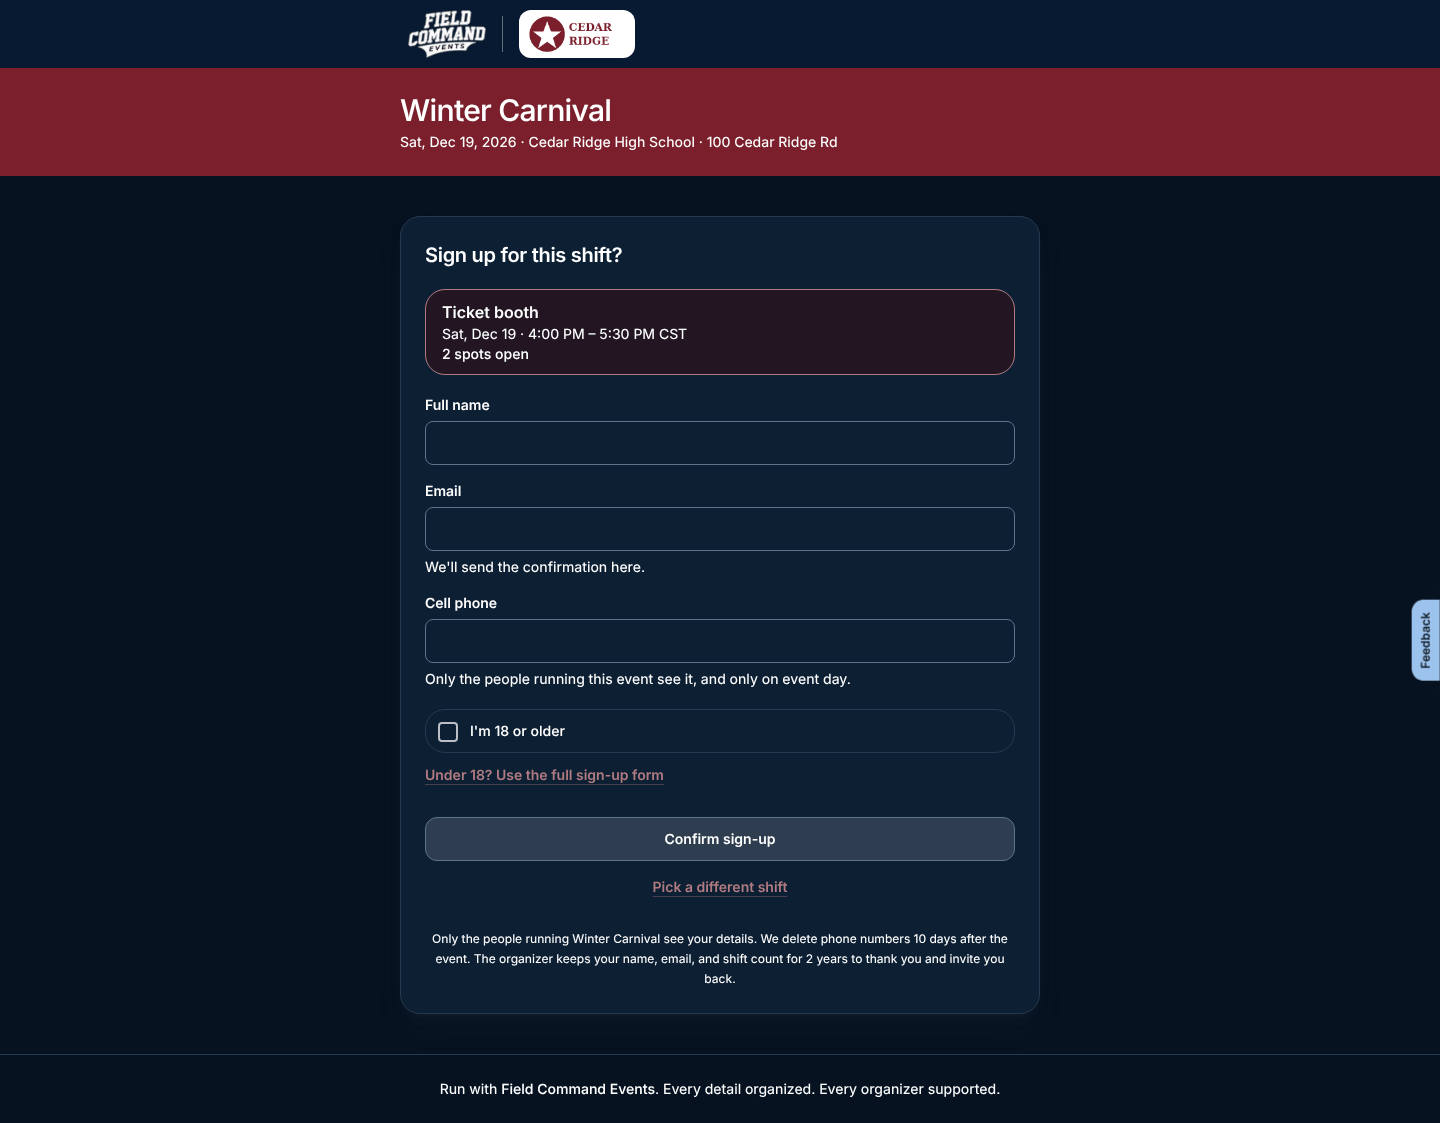 FIELD
COMMAND
EVENTS
CEDAR
RIDGE
Winter Carnival
Sat, Dec 19, 2026 · Cedar Ridge High School · 100 Cedar Ridge Rd
Sign up for this shift?
Ticket booth
Sat, Dec 19 · 4:00 PM – 5:30 PM CST
2 spots open
Full name
Email
We'll send the confirmation here.
Cell phone
Only the people running this event see it, and only on event day.
I'm 18 or older
Under 18? Use the full sign-up form
Confirm sign-up
Pick a different shift
Only the people running Winter Carnival see your details. We delete phone numbers 10 days after the
event. The organizer keeps your name, email, and shift count for 2 years to thank you and invite you
back.
Run with Field Command Events. Every detail organized. Every organizer supported.
Feedback